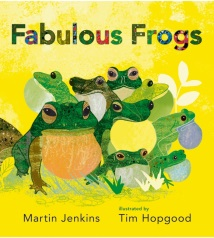 Fabulous Frogs
illustrated by
Martin Jenkins Tim Hopgood